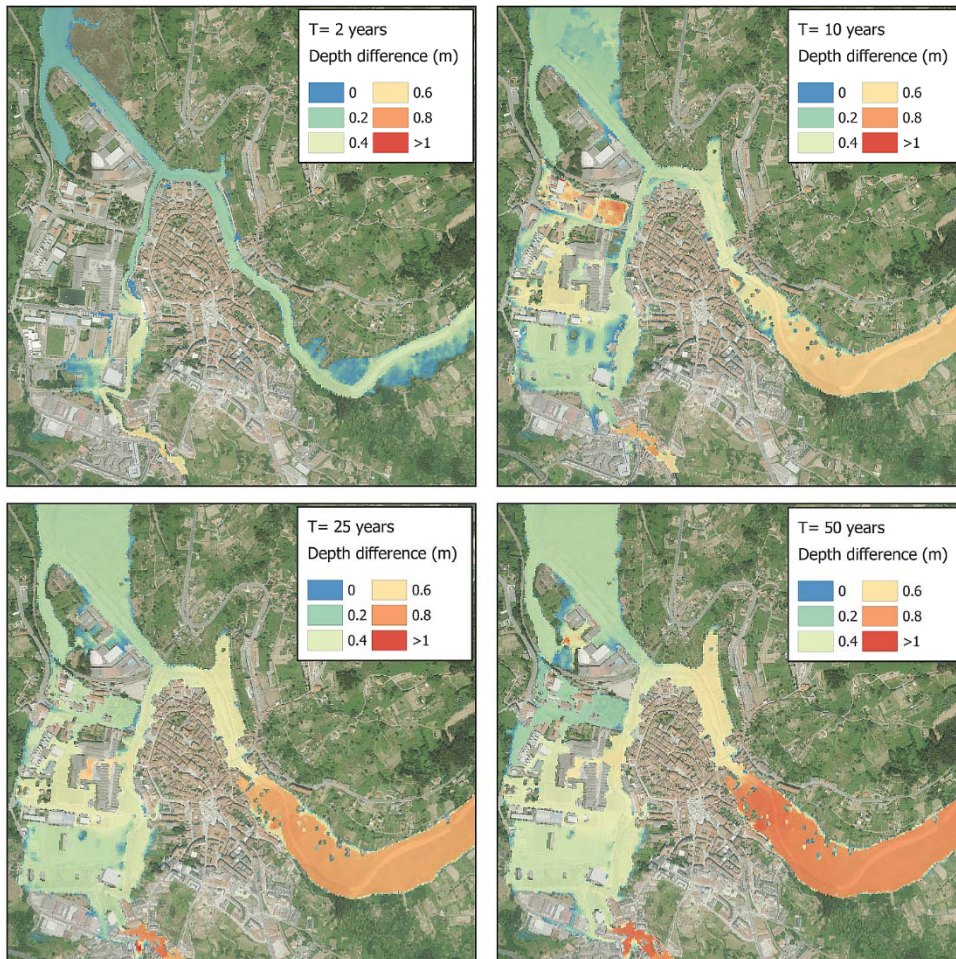 T= 2 years
Depth difference (m)
0 0.6
0.2 0.8
0.4 >1
T= 10 years
Depth difference (m)
0 0.6
0.2 0.8
0.4 >1
T= 25 years
Depth difference (m)
0 0.6
0.2 0.8
0.4 >1
T= 50 years
Depth difference (m)
0 0.6
0.2 0.8
0.4 >1